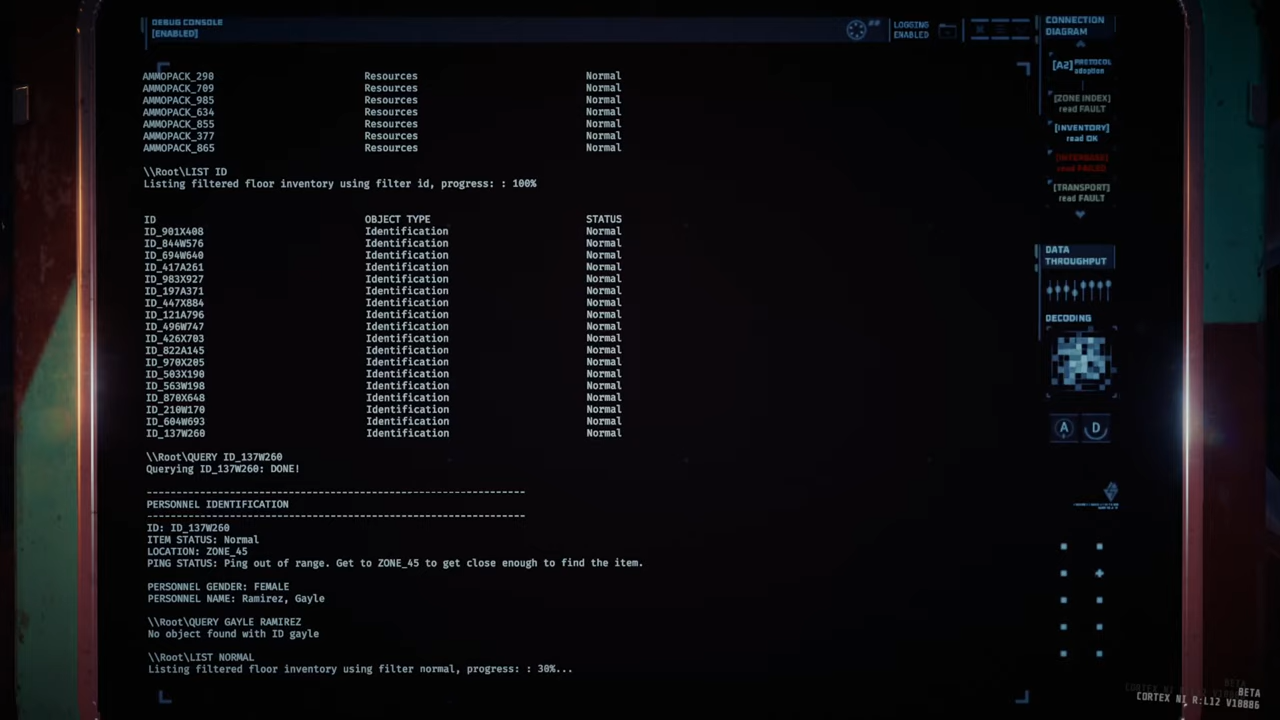 DEBUG CONSOLE
[ENABLED]
LOGGING
ENABLED
AMMOPACK_290 Resources Normal
AMMOPACK_709 Resources Normal
AMMOPACK_985 Resources Normal
AMMOPACK_634 Resources Normal
AMMOPACK_855 Resources Normal
AMMOPACK_377 Resources Normal
AMMOPACK_865 Resources Normal
\\Root\LIST ID
Listing filtered floor inventory using filter id, progress: : 100%
ID OBJECT TYPE STATUS
ID_901X408 Identification Normal
ID_844W576 Identification Normal
ID_694W640 Identification Normal
ID_417A261 Identification Normal
ID_983X927 Identification Normal
ID_197A371 Identification Normal
ID_447X884 Identification Normal
ID_121A796 Identification Normal
ID_496W747 Identification Normal
ID_426X703 Identification Normal
ID_822A145 Identification Normal
ID_970X205 Identification Normal
ID_503X190 Identification Normal
ID_563W198 Identification Normal
ID_870X648 Identification Normal
ID_210W170 Identification Normal
ID_604W693 Identification Normal
ID_137W260 Identification Normal
\\Root\QUERY ID_137W260
Querying ID_137W260: DONE!
----------------------------------------------------------------
PERSONNEL IDENTIFICATION
----------------------------------------------------------------
ID: ID_137W260
ITEM STATUS: Normal
LOCATION: ZONE_45
PING STATUS: Ping out of range. Get to ZONE_45 to get close enough to find the item.
PERSONNEL GENDER: FEMALE
PERSONNEL NAME: Ramirez, Gayle
\\Root\QUERY GAYLE RAMIREZ
No object found with ID gayle
\\Root\LIST NORMAL
Listing filtered floor inventory using filter normal, progress: : 30%...
CONNECTION
DIAGRAM
[A2] PROTOCOL
adoption
[ZONE INDEX]
read FAULT
[INVENTORY]
read OK
read FAILED
[TRANSPORT]
read FAULT
DATA
THROUGHPUT
DECODING
A D
BETA
CORTEX NI R:L12 V18886